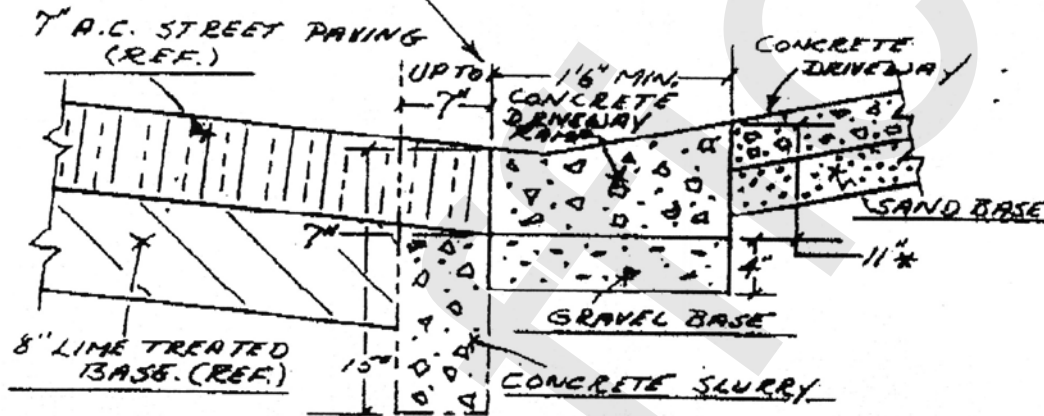 7" A.C. STREET PAVING
(REF.)
UP TO
7"
1'6" MIN.
CONCRETE
DRIVEWAY
RAMP
CONCRETE
DRIVEWAY
SAND BASE
7"
4"
11" *
GRAVEL BASE
8" LIME TREATED
BASE. (REF.)
15"
CONCRETE SLURRY